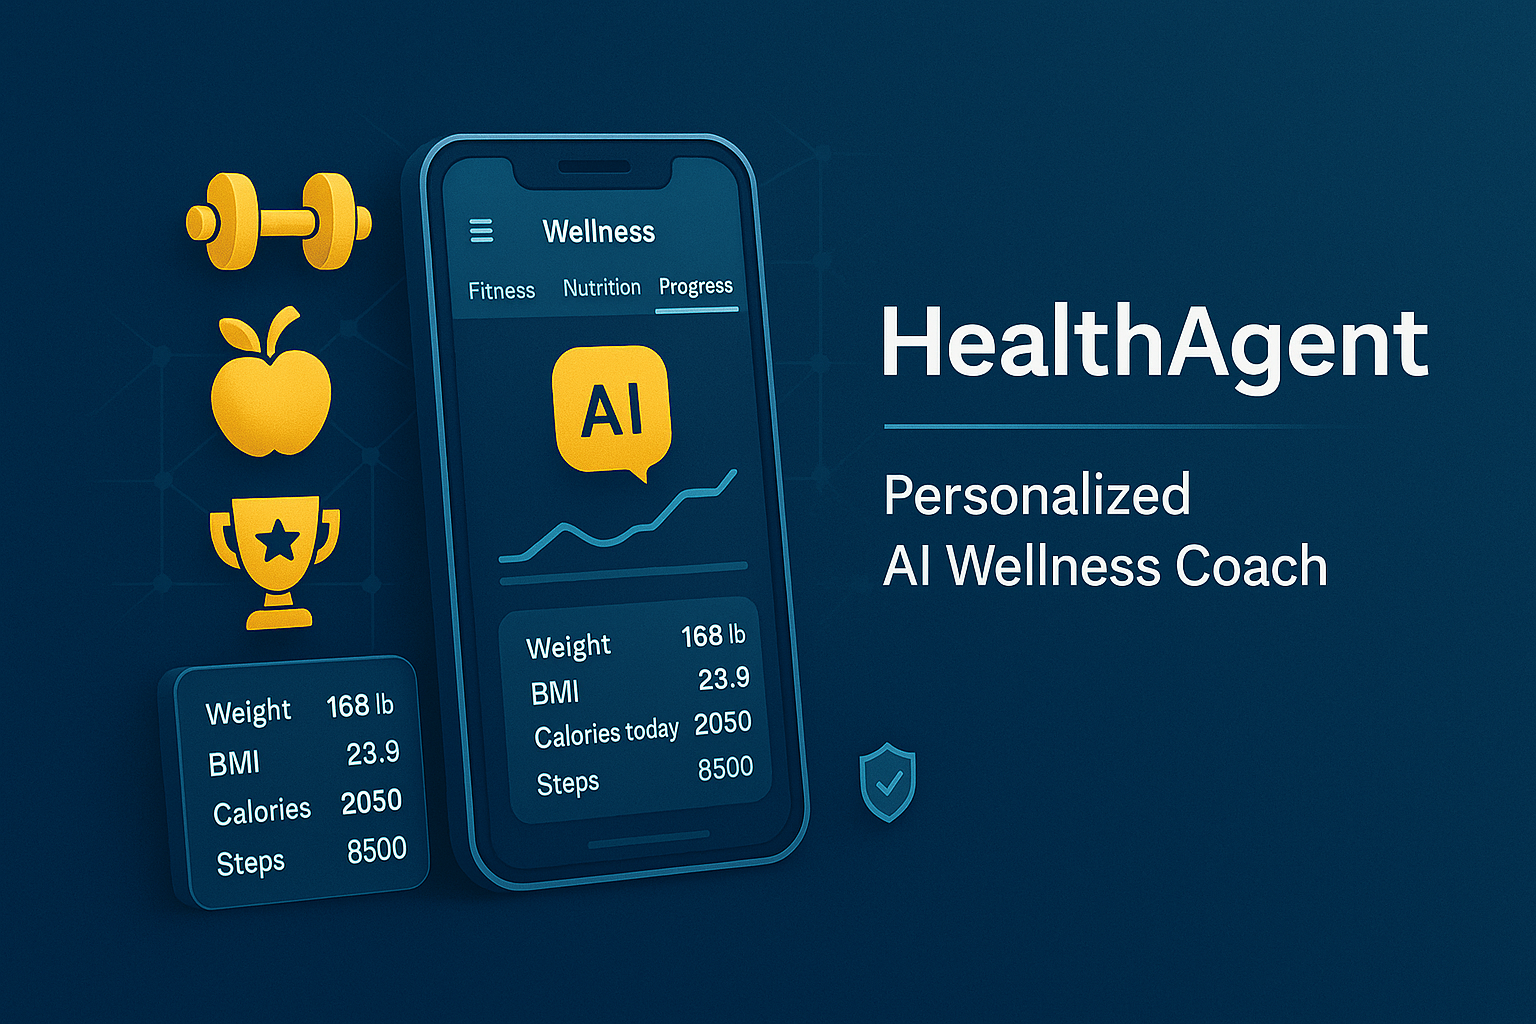 Wellness
Fitness Nutrition Progress
AI
Weight 168 lb
BMI 23.9
Calories today 2050
Steps 8500
Weight 168 lb
BMI 23.9
Calories 2050
Steps 8500
HealthAgent
Personalized
AI Wellness Coach